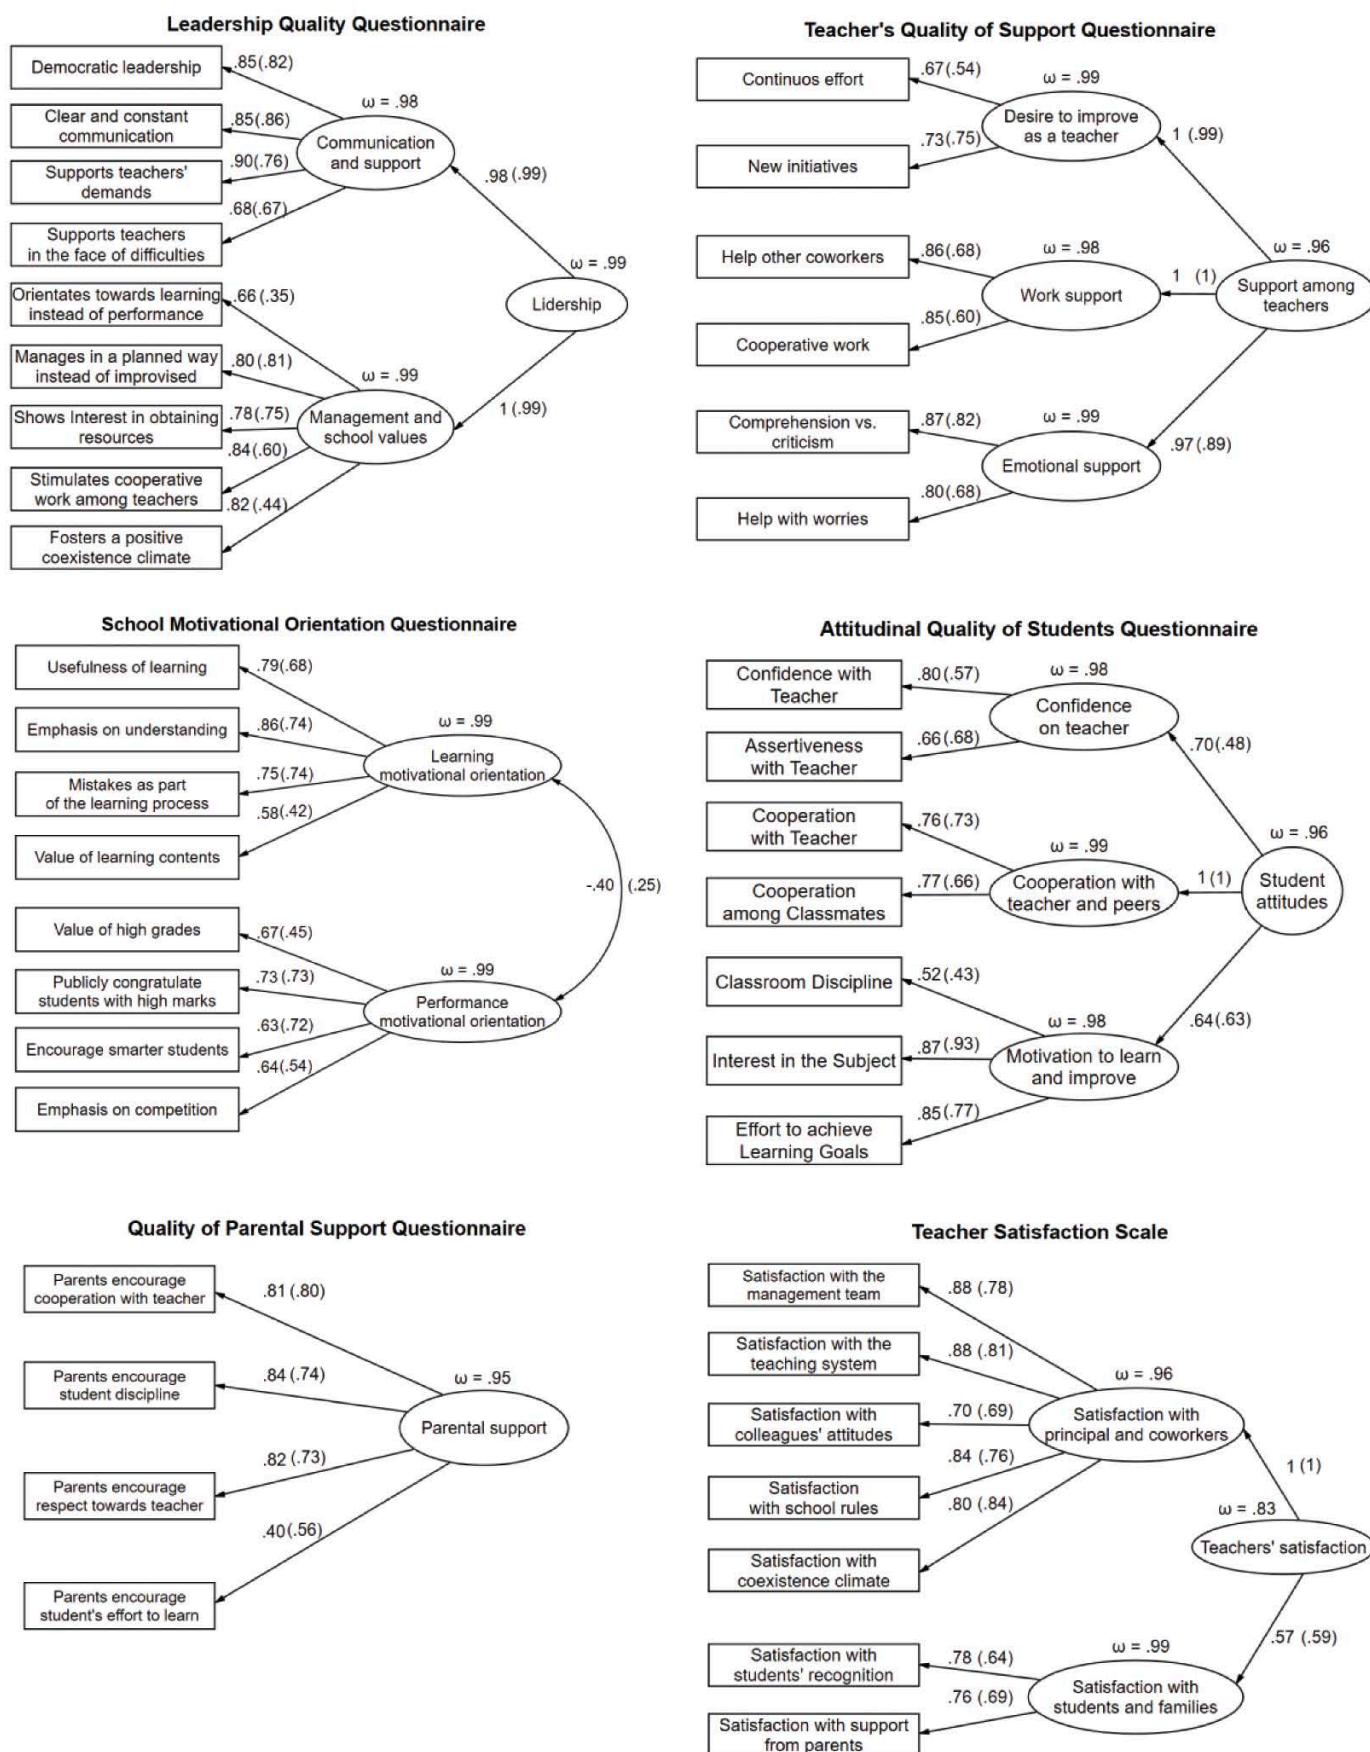 Leadership Quality Questionnaire
Democratic leadership
.85(.82)
Clear and constant
communication
.85(.86)
Supports teachers'
demands
.90(.76)
Supports teachers
in the face of difficulties
.68(.67)
ω = .98
Communication
and support
.98(.99)
Orientates towards learning
instead of performance
.66(.35)
Manages in a planned way
instead of improvised
.80(.81)
Shows Interest in obtaining
resources
.78(.75)
Stimulates cooperative
work among teachers
.84(.60)
Fosters a positive
coexistence climate
.82(.44)
ω = .99
Management and
school values
1(.99)
ω = .99
Lidership
Teacher's Quality of Support Questionnaire
Continuos effort
.67(.54)
New initiatives
.73(.75)
ω = .99
Desire to improve
as a teacher
1 (.99)
Help other coworkers
.86(.68)
Cooperative work
.85(.60)
ω = .98
Work support
1 (1)
Comprehension vs.
criticism
.87(.82)
Help with worries
.80(.68)
ω = .99
Emotional support
.97(.89)
ω = .96
Support among
teachers
School Motivational Orientation Questionnaire
Usefulness of learning
.79(.68)
Emphasis on understanding
.86(.74)
Mistakes as part
of the learning process
.75(.74)
Value of learning contents
.58(.42)
ω = .99
Learning
motivational orientation
-.40 (.25)
Value of high grades
.67(.45)
Publicly congratulate
students with high marks
.73(.73)
Encourage smarter students
.63(.72)
Emphasis on competition
.64(.54)
ω = .99
Performance
motivational orientation
Attitudinal Quality of Students Questionnaire
Confidence with
Teacher
.80(.57)
Assertiveness
with Teacher
.66(.68)
ω = .98
Confidence
on teacher
.70(.48)
Cooperation
with Teacher
.76(.73)
Cooperation
among Classmates
.77(.66)
ω = .99
Cooperation with
teacher and peers
1(1)
Classroom Discipline
.52(.43)
Interest in the Subject
.87(.93)
Effort to achieve
Learning Goals
.85(.77)
ω = .98
Motivation to learn
and improve
.64(.63)
ω = .96
Student
attitudes
Quality of Parental Support Questionnaire
Parents encourage
cooperation with teacher
.81(.80)
Parents encourage
student discipline
.84(.74)
Parents encourage
respect towards teacher
.82(.73)
Parents encourage
student's effort to learn
.40(.56)
ω = .95
Parental support
Teacher Satisfaction Scale
Satisfaction with the
management team
.88 (.78)
Satisfaction with the
teaching system
.88 (.81)
Satisfaction with
colleagues' attitudes
.70 (.69)
Satisfaction
with school rules
.84 (.76)
Satisfaction with
coexistence climate
.80 (.84)
ω = .96
Satisfaction with
principal and coworkers
1 (1)
Satisfaction with
students' recognition
.78 (.64)
Satisfaction with support
from parents
.76 (.69)
ω = .99
Satisfaction with
students and families
.57 (.59)
ω = .83
Teachers' satisfaction